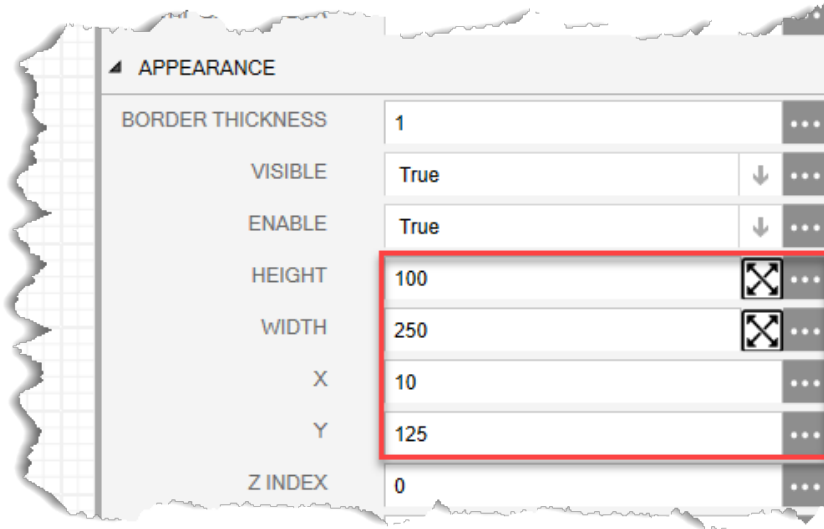 APPEARANCE
BORDER THICKNESS 1
VISIBLE True
ENABLE True
HEIGHT 100
WIDTH 250
X 10
Y 125
Z INDEX 0